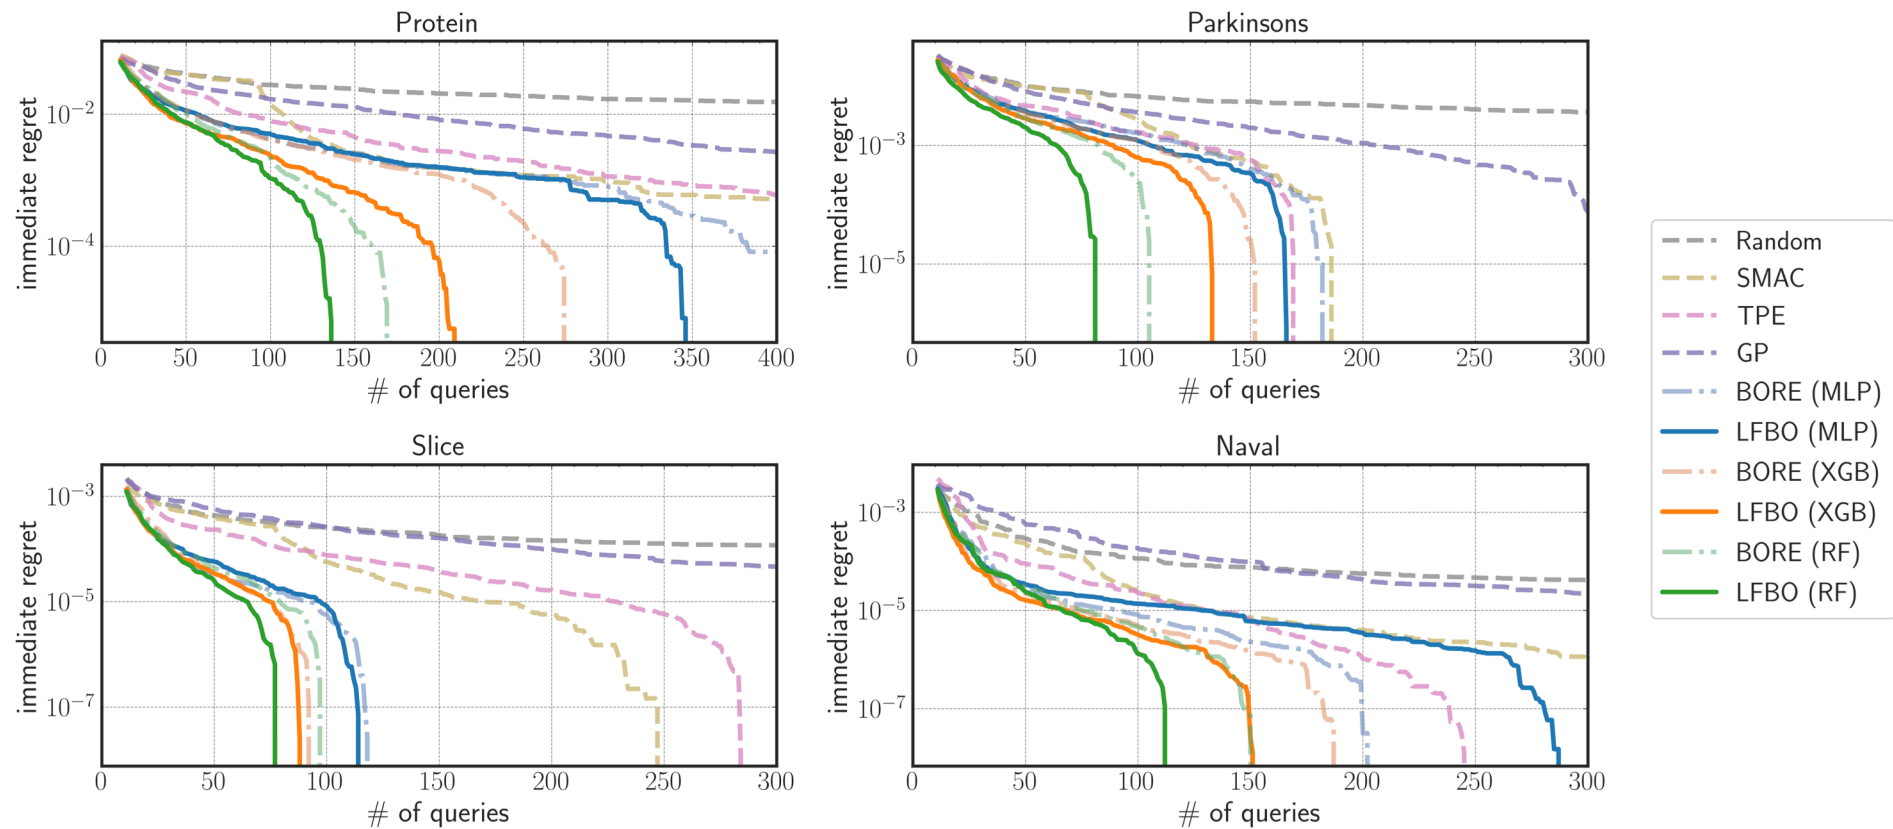 Protein
immediate regret
10⁻²
10⁻⁴
0 50 100 150 200 250 300 350 400
# of queries
Parkinsons
immediate regret
10⁻³
10⁻⁵
0 50 100 150 200 250 300
# of queries
Slice
immediate regret
10⁻³
10⁻⁵
10⁻⁷
0 50 100 150 200 250 300
# of queries
Naval
immediate regret
10⁻³
10⁻⁵
10⁻⁷
0 50 100 150 200 250 300
# of queries
Random
SMAC
TPE
GP
BORE (MLP)
LFBO (MLP)
BORE (XGB)
LFBO (XGB)
BORE (RF)
LFBO (RF)